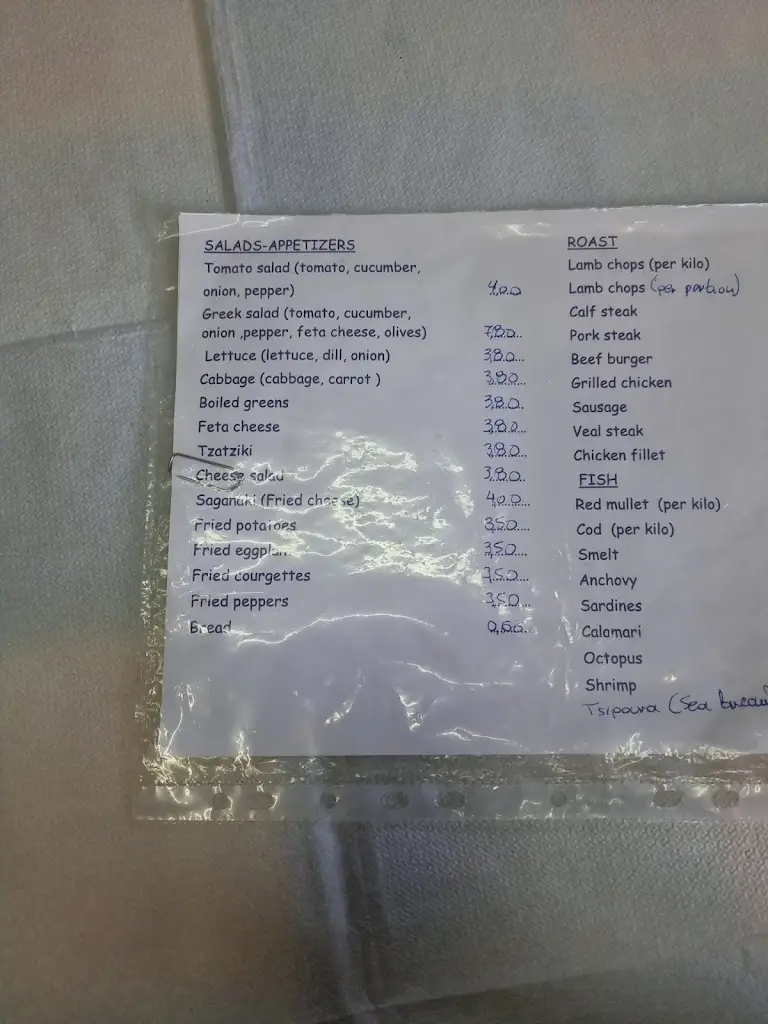 SALADS-APPETIZERS
Tomato salad (tomato, cucumber,
onion, pepper) 4,00
Greek salad (tomato, cucumber,
onion ,pepper, feta cheese, olives) 7,80
Lettuce (lettuce, dill, onion) 3,80
Cabbage (cabbage, carrot ) 3,80
Boiled greens 3,80
Feta cheese 3,80
Tzatziki 3,80
Cheese salad 3,80
Saganaki (Fried cheese) 4,00
Fried potatoes 3,50
Fried 3,50
Fried courgettes 3,50
Fried peppers 3,50
Bread
ROAST
Lamb chops (per kilo)
Lamb chops (per portion)
Calf steak
Pork steak
Beef burger
Grilled chicken
Sausage
Veal steak
Chicken fillet
FISH
Red mullet (per kilo)
Cod (per kilo)
Smelt
Anchovy
Sardines
Calamari
Octopus
Shrimp
Tsipoura (Sea